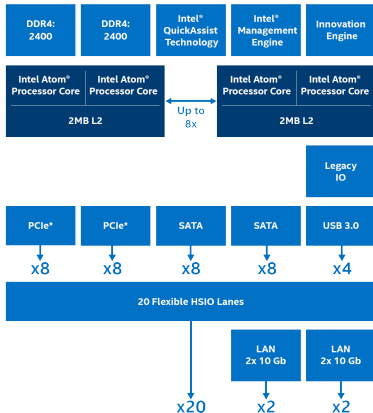 DDR4:
2400
DDR4:
2400
Intel®
QuickAssist
Technology
Intel®
Management
Engine
Innovation
Engine
Intel Atom®
Processor Core
Intel Atom®
Processor Core
2MB L2
Up to
8x
Intel Atom®
Processor Core
Intel Atom®
Processor Core
2MB L2
Legacy
IO
PCIe*
PCIe*
SATA
SATA
USB 3.0
x8
x8
x8
x8
x4
20 Flexible HSIO Lanes
LAN
2x 10 Gb
LAN
2x 10 Gb
x20
x2
x2